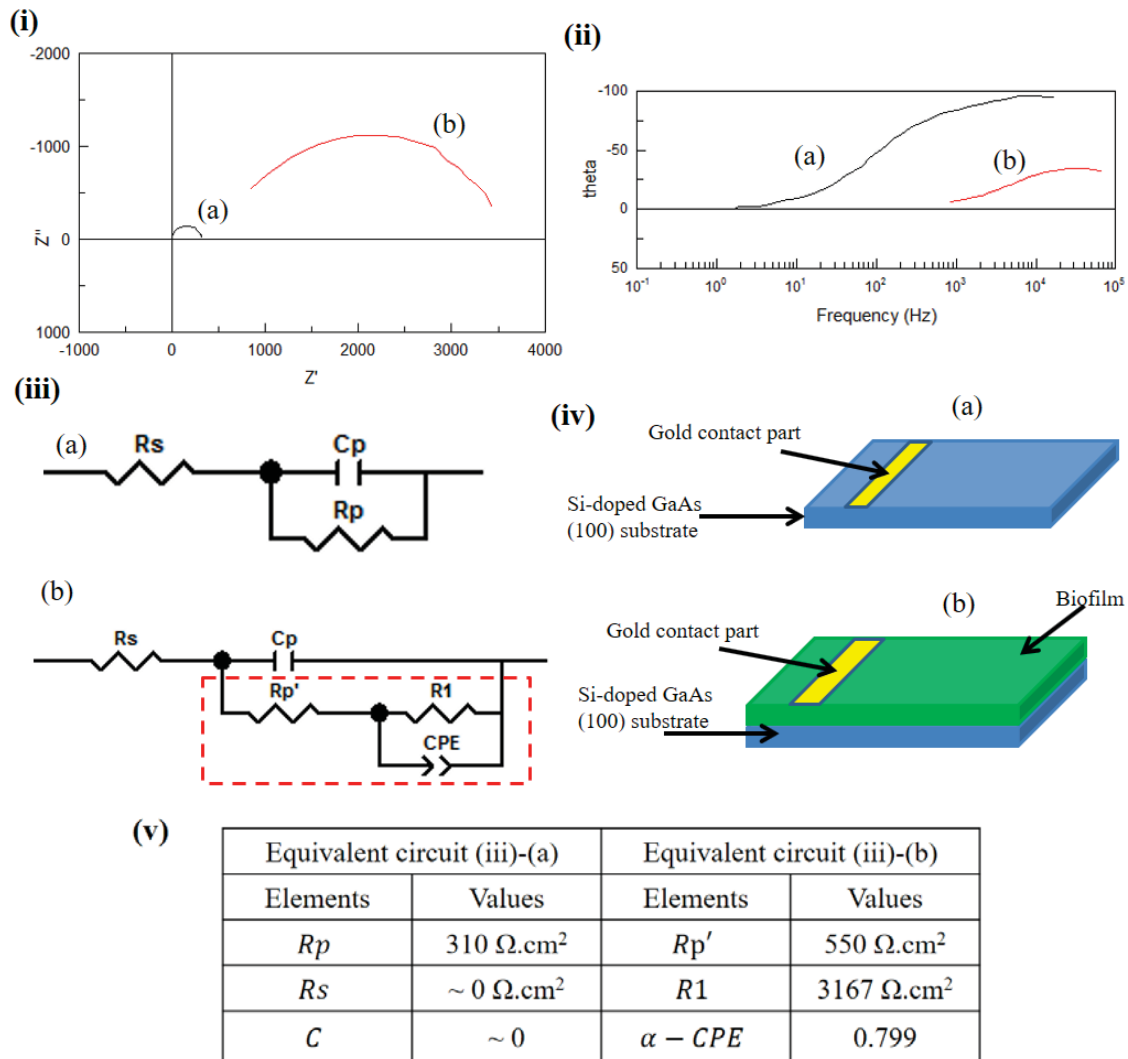 (i)
-2000
-1000
0
1000
Z''
-1000
0
1000
2000
3000
4000
Z'
(a)
(b)
(ii)
-100
-50
0
50
theta
10⁻¹
10⁰
10¹
10²
10³
10⁴
10⁵
Frequency (Hz)
(a)
(b)
(iii)
(a)
Rs
Cp
Rp
(b)
Rs
Cp
Rp'
R1
CPE
(iv)
(a)
Gold contact part
Si-doped GaAs
(100) substrate
(b)
Biofilm
Gold contact part
Si-doped GaAs
(100) substrate
(v)
Equivalent circuit (iii)-(a) Equivalent circuit (iii)-(b)
Elements Values Elements Values
Rp 310 Ω.cm² Rp′ 550 Ω.cm²
Rs ~ 0 Ω.cm² R1 3167 Ω.cm²
C ~ 0 α − CPE 0.799